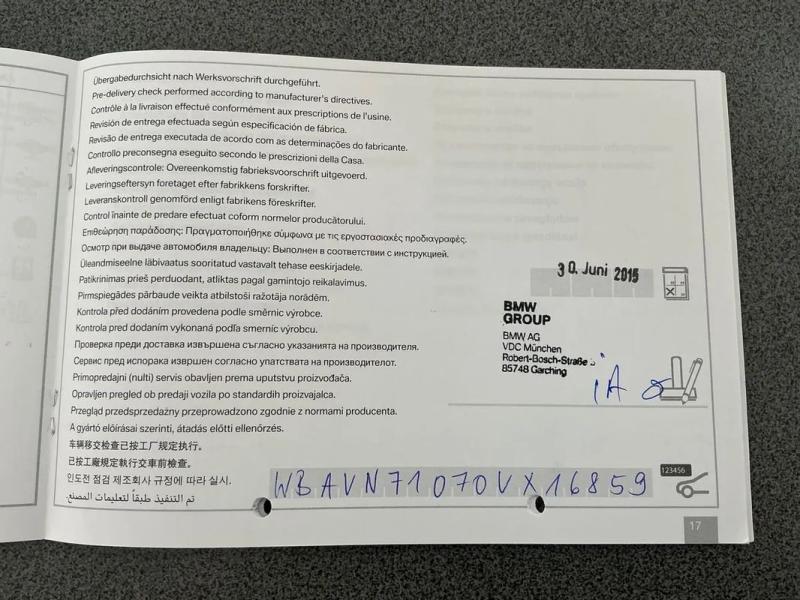 Übergabedurchsicht nach Werksvorschrift durchgeführt.
Pre-delivery check performed according to manufacturer's directives.
Contrôle à la livraison effectué conformément aux prescriptions de l'usine.
Revisión de entrega efectuada según especificación de fábrica.
Revisão de entrega executada de acordo com as determinações do fabricante.
Controllo preconsegna eseguito secondo le prescrizioni della Casa.
Afleveringscontrole: Overeenkomstig fabrieksvoorschrift uitgevoerd.
Leveringseftersyn foretaget efter fabrikkens forskrifter.
Leveranskontroll genomförd enligt fabrikens föreskrifter.
Control înainte de predare efectuat coform normelor producătorului.
Επιθεώρηση παράδοσης: Πραγματοποιήθηκε σύμφωνα με τις εργοστασιακές προδιαγραφές.
Осмотр при выдаче автомобиля владельцу: Выполнен в соответствии с инструкцией.
Üleandmiseelne läbivaatus sooritatud vastavalt tehase eeskirjadele.
Patikrinimas prieš perduodant, atliktas pagal gamintojo reikalavimus.
Pirmspiegādes pārbaude veikta atbilstoši ražotāja norādēm.
Kontrola před dodáním provedena podle směrnic výrobce.
Kontrola pred dodaním vykonaná podľa smerníc výrobcu.
Проверка преди доставка извършена съгласно указанията на производителя.
Сервис пред испорака извршен согласно упатствата на производителот.
Primopredajni (nulti) servis obavljen prema uputstvu proizvođača.
Opravljen pregled ob predaji vozila po standardih proizvajalca.
Przegląd przedsprzedażny przeprowadzono zgodnie z normami producenta.
A gyártó előírásai szerinti, átadás előtti ellenőrzés.
车辆移交检查已按工厂规定执行。
已按工廠規定執行交車前檢查。
인도전 점검 제조회사 규정에 따라 실시.
تم التنفيذ طبقاً لتعليمات المصنع.
30. Juni 2015
BMW
GROUP
BMW AG
VDC München
Robert-Bosch-Straße
85748 Garching
iA
123456
WBAVN71070VX16859
17